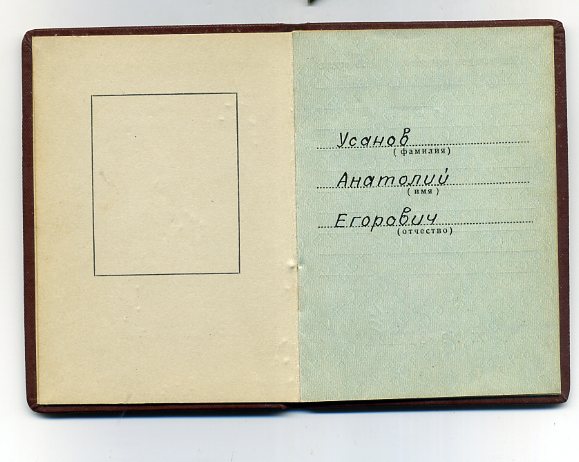 Усанов
(фамилия)
Анатолий
(имя)
Егорович
(отчество)